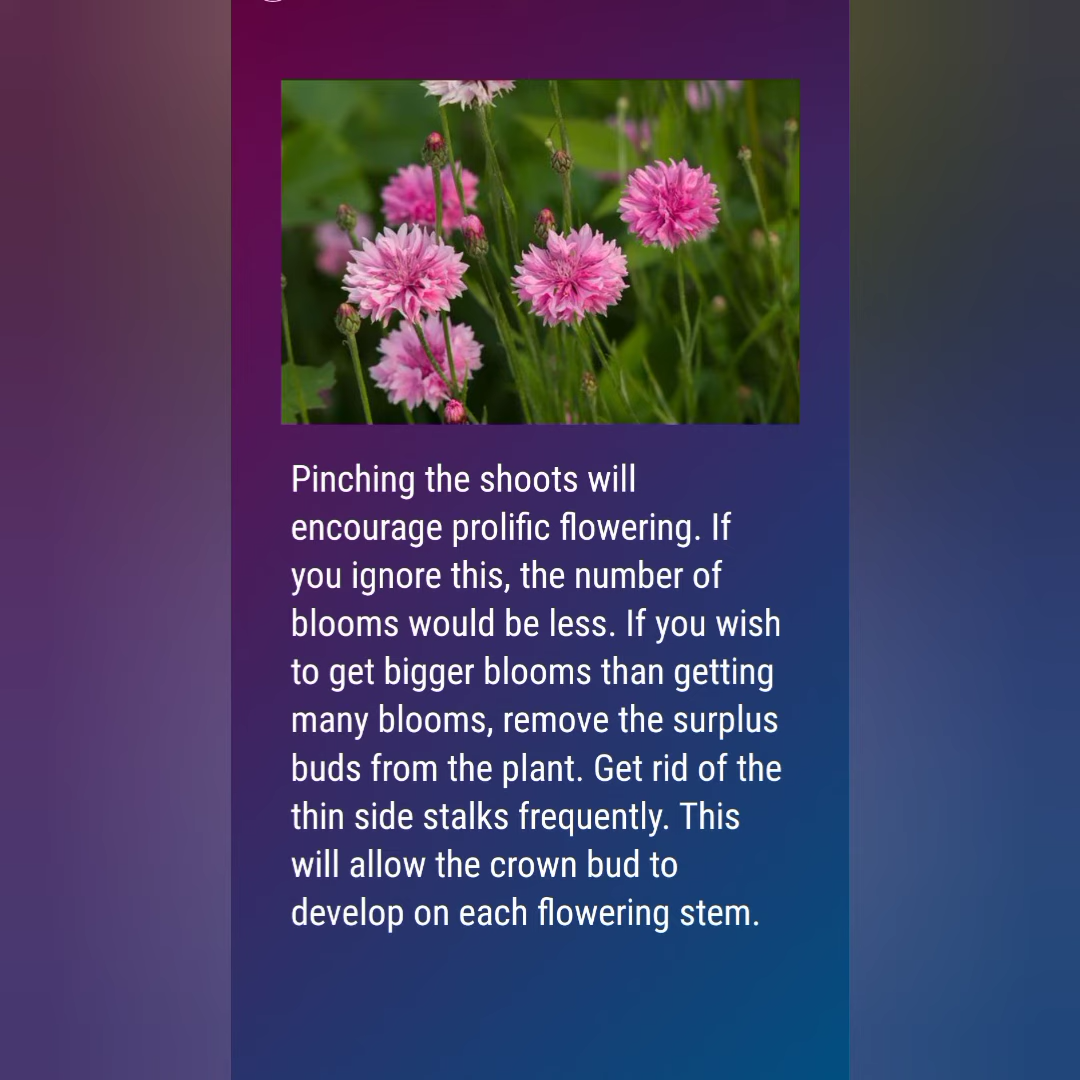 Pinching the shoots will
encourage prolific flowering. If
you ignore this, the number of
blooms would be less. If you wish
to get bigger blooms than getting
many blooms, remove the surplus
buds from the plant. Get rid of the
thin side stalks frequently. This
will allow the crown bud to
develop on each flowering stem.